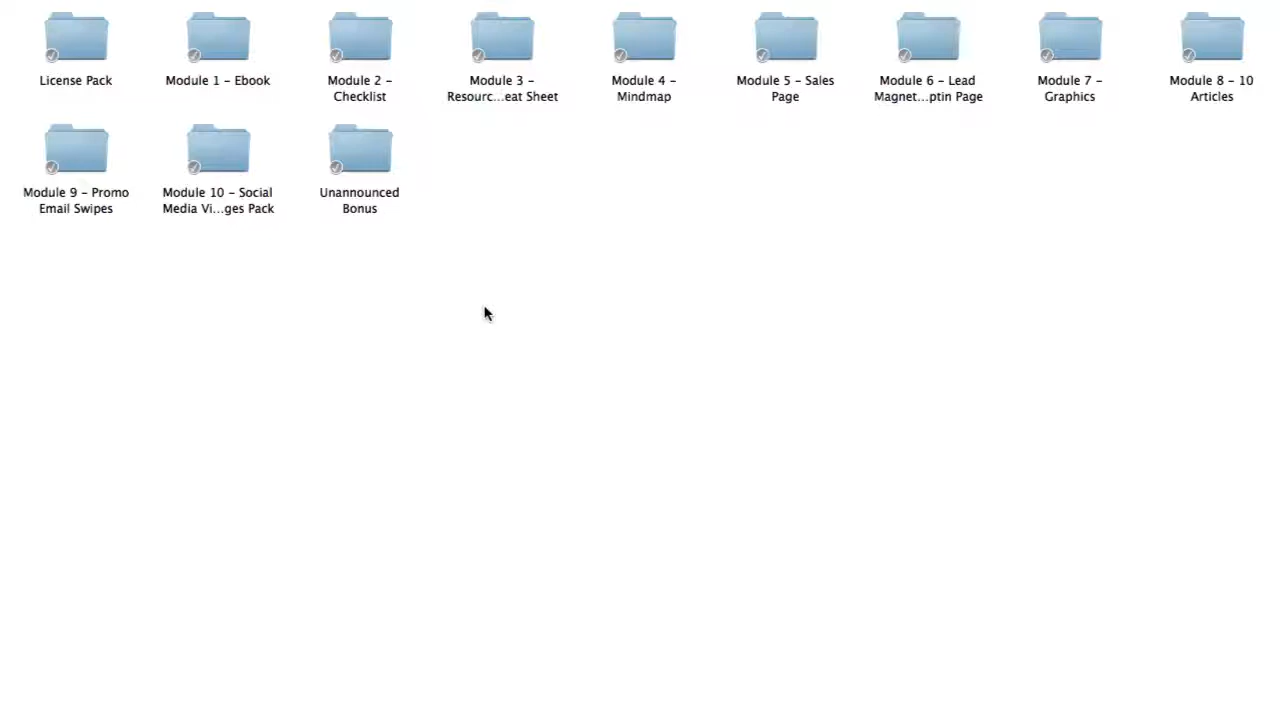 License Pack
Module 1 – Ebook
Module 2 –
Checklist
Module 3 –
Resourc...eat Sheet
Module 4 –
Mindmap
Module 5 – Sales
Page
Module 6 – Lead
Magnet...ptin Page
Module 7 –
Graphics
Module 8 – 10
Articles
Module 9 – Promo
Email Swipes
Module 10 – Social
Media Vi...ges Pack
Unannounced
Bonus